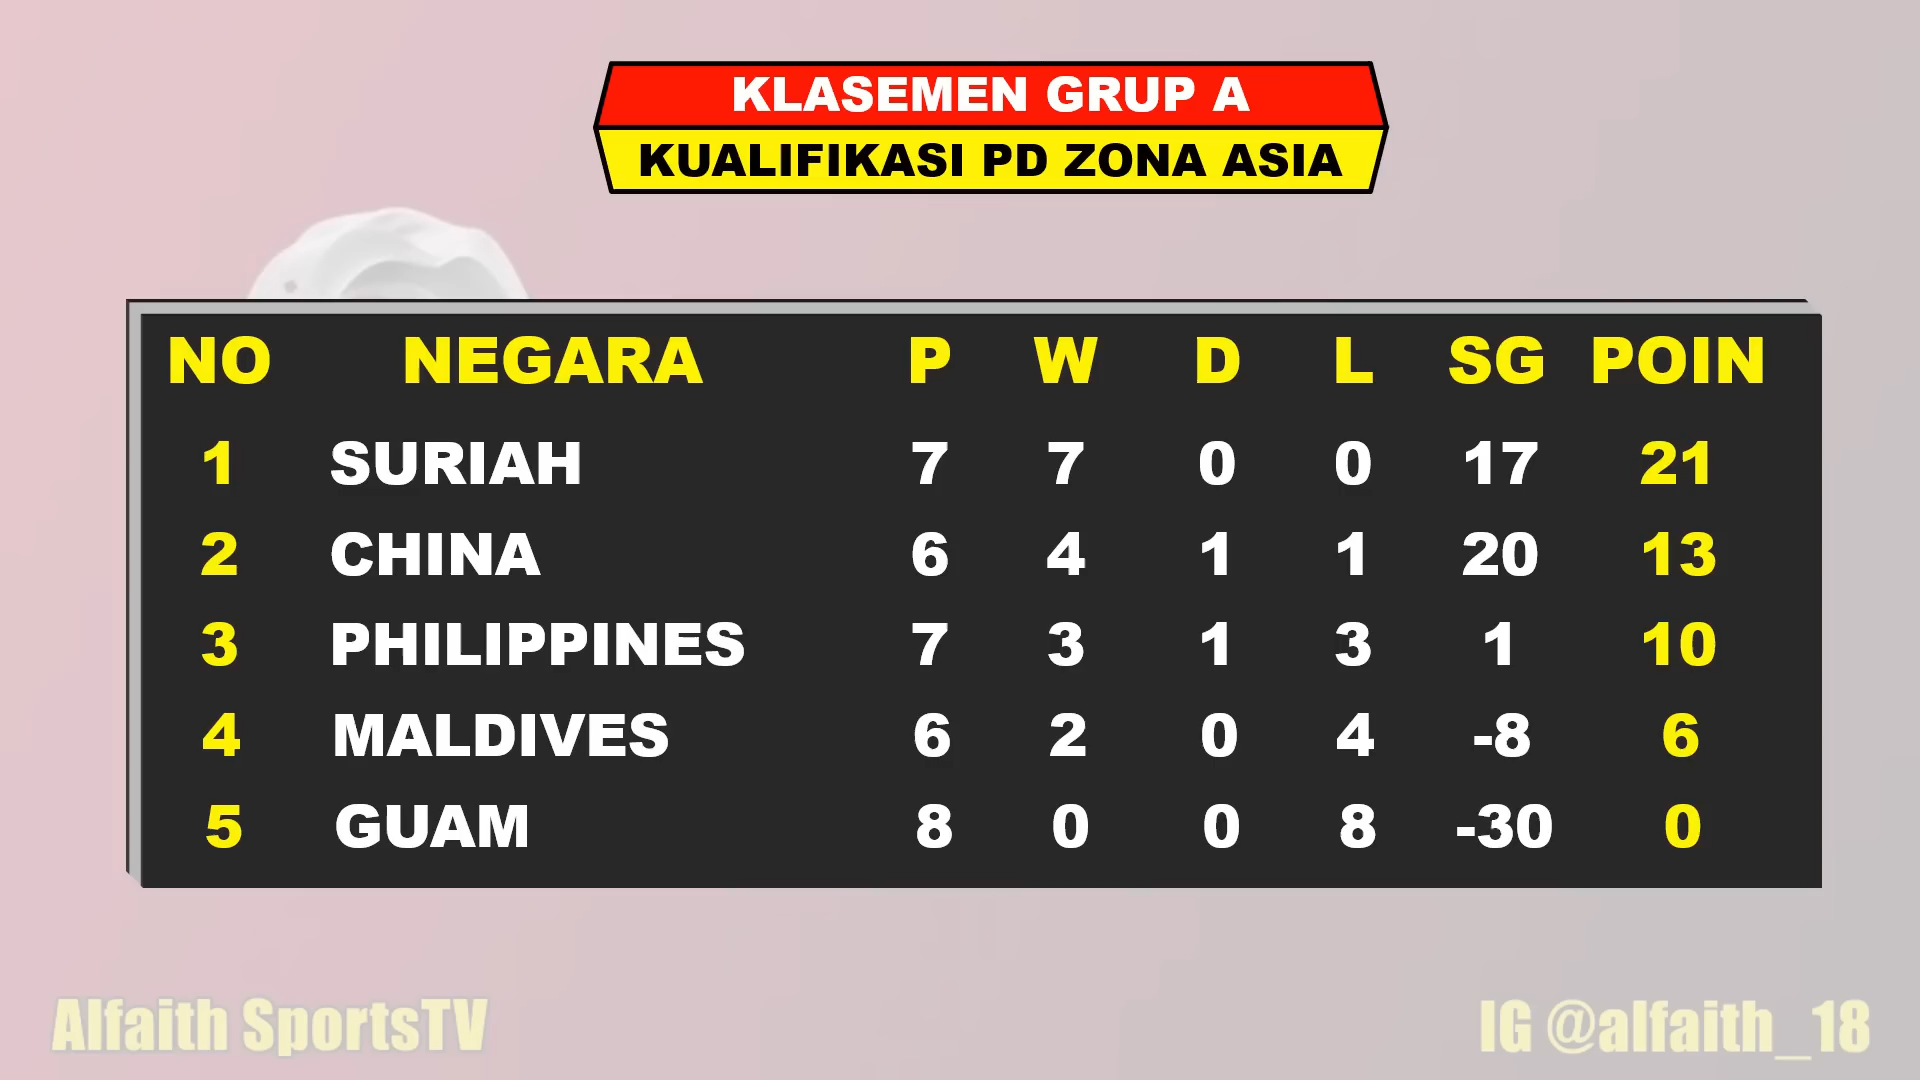 KLASEMEN GRUP A
KUALIFIKASI PD ZONA ASIA
NO NEGARA P W D L SG POIN
1 SURIAH 7 7 0 0 17 21
2 CHINA 6 4 1 1 20 13
3 PHILIPPINES 7 3 1 3 1 10
4 MALDIVES 6 2 0 4 -8 6
5 GUAM 8 0 0 8 -30 0
Alfaith SportsTV
IG @alfaith_18